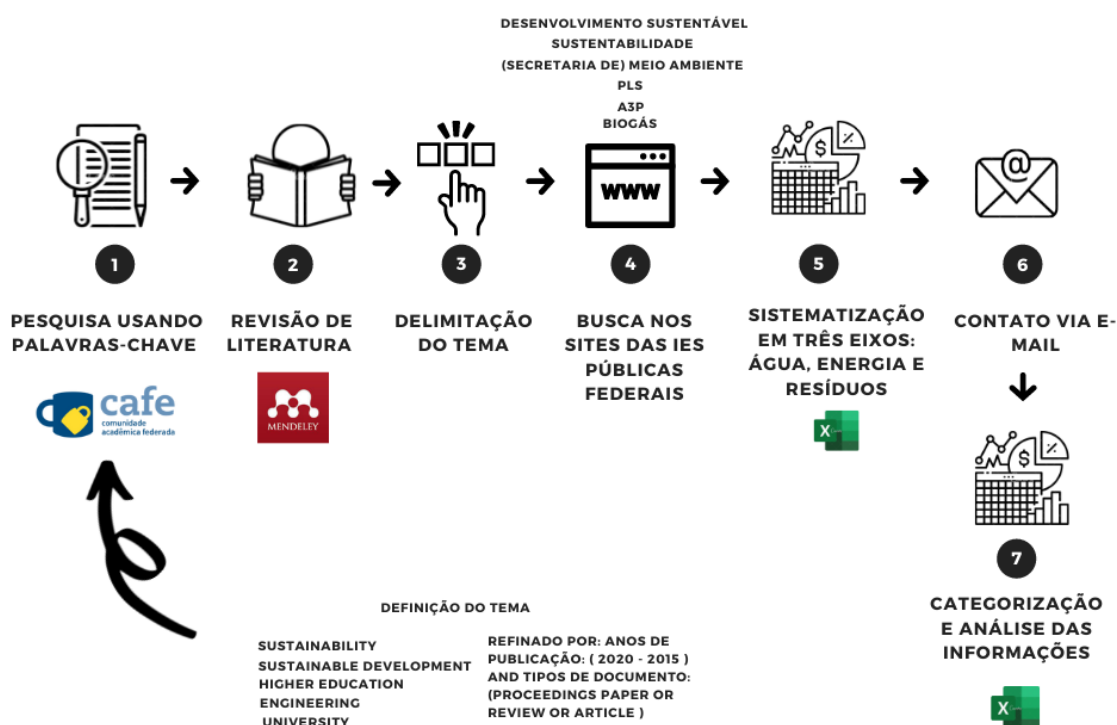 DESENVOLVIMENTO SUSTENTÁVEL
SUSTENTABILIDADE
(SECRETARIA DE) MEIO AMBIENTE
PLS
A3P
BIOGÁS
%
$
WWW
@
1
2
3
4
5
6
PESQUISA USANDO
PALAVRAS-CHAVE
REVISÃO DE
LITERATURA
DELIMITAÇÃO
DO TEMA
BUSCA NOS
SITES DAS IES
PÚBLICAS
FEDERAIS
SISTEMATIZAÇÃO
EM TRÊS EIXOS:
ÁGUA, ENERGIA E
RESÍDUOS
CONTATO VIA E-
MAIL
cafe
comunidade
acadêmica federada
MENDELEY
X
%
$
7
CATEGORIZAÇÃO
E ANÁLISE DAS
INFORMAÇÕES
X
DEFINIÇÃO DO TEMA
SUSTAINABILITY
SUSTAINABLE DEVELOPMENT
HIGHER EDUCATION
ENGINEERING
UNIVERSITY
REFINADO POR: ANOS DE
PUBLICAÇÃO: ( 2020 - 2015 )
AND TIPOS DE DOCUMENTO:
(PROCEEDINGS PAPER OR
REVIEW OR ARTICLE )